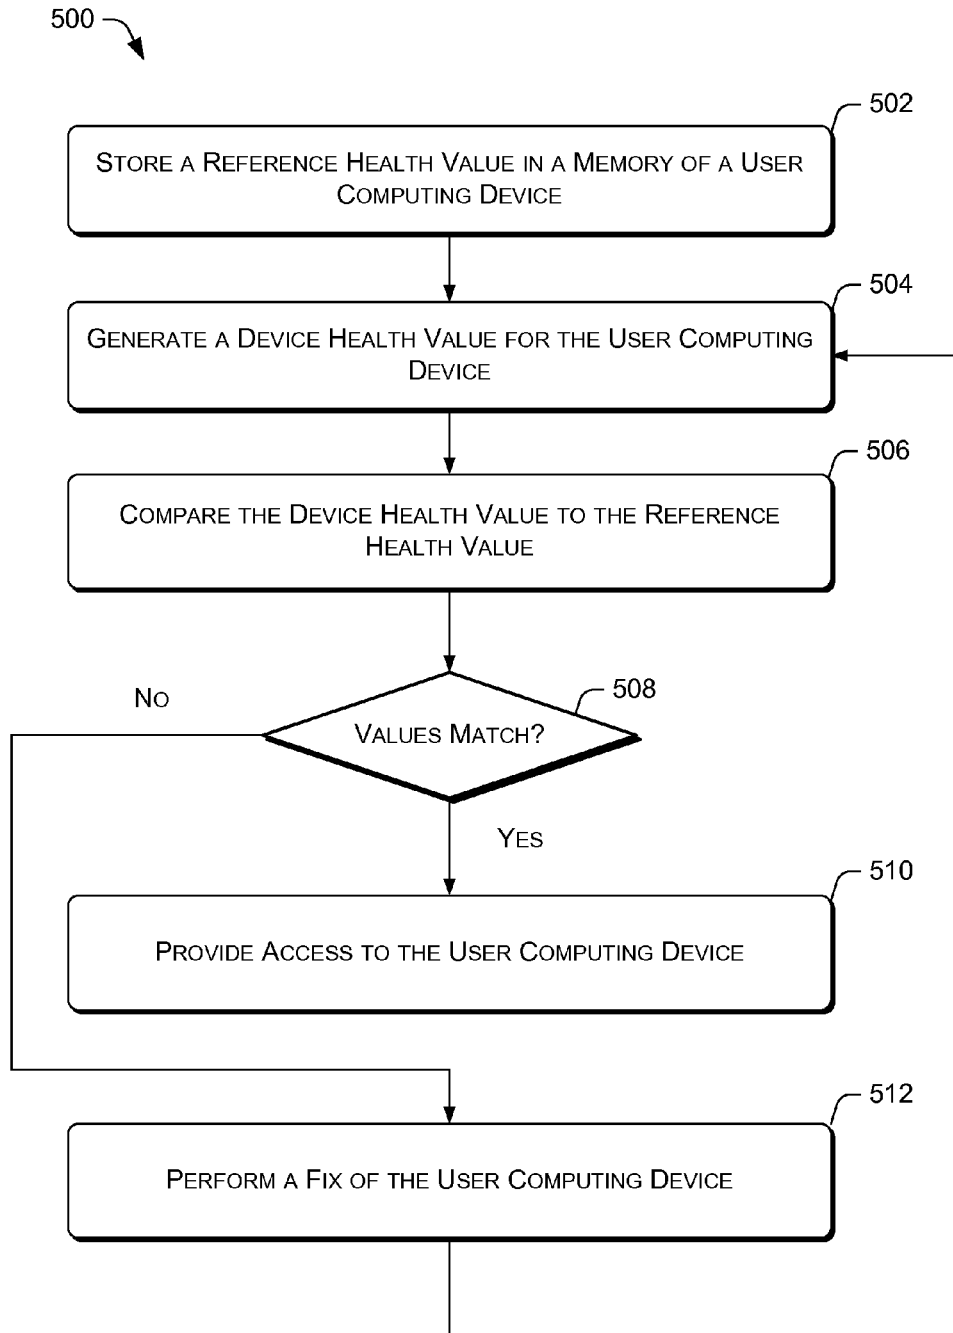 500
502
STORE A REFERENCE HEALTH VALUE IN A MEMORY OF A USER
COMPUTING DEVICE
504
GENERATE A DEVICE HEALTH VALUE FOR THE USER COMPUTING
DEVICE
506
COMPARE THE DEVICE HEALTH VALUE TO THE REFERENCE
HEALTH VALUE
508
NO
VALUES MATCH?
YES
510
PROVIDE ACCESS TO THE USER COMPUTING DEVICE
512
PERFORM A FIX OF THE USER COMPUTING DEVICE